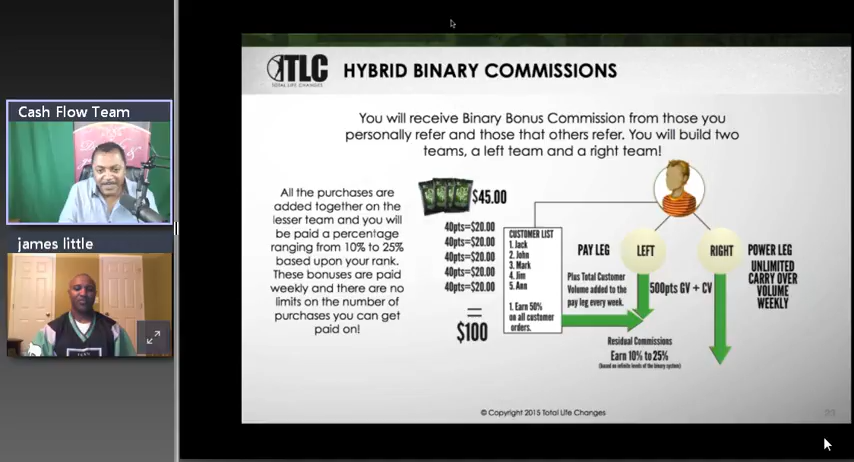 Cash Flow Team
james little
TLC
TOTAL LIFE CHANGES
HYBRID BINARY COMMISSIONS
You will receive Binary Bonus Commission from those you
personally refer and those that others refer. You will build two
teams, a left team and a right team!
All the purchases are
added together on the
lesser team and you will
be paid a percentage
ranging from 10% to 25%
based upon your rank.
These bonuses are paid
weekly and there are no
limits on the number of
purchases you can get
paid on!
$45.00
40pts=$20.00
40pts=$20.00
40pts=$20.00
40pts=$20.00
40pts=$20.00
=
$100
CUSTOMER LIST
1. Jack
2. John
3. Mark
4. Jim
5. Ann
1. Earn 50%
on all customer
orders.
PAY LEG
Plus Total Customer
Volume added to the
pay leg every week.
LEFT
RIGHT
500pts GV + CV
POWER LEG
UNLIMITED
CARRY OVER
VOLUME
WEEKLY
Residual Commissions
Earn 10% to 25%
(based on infinite levels of the binary system)
© Copyright 2015 Total Life Changes